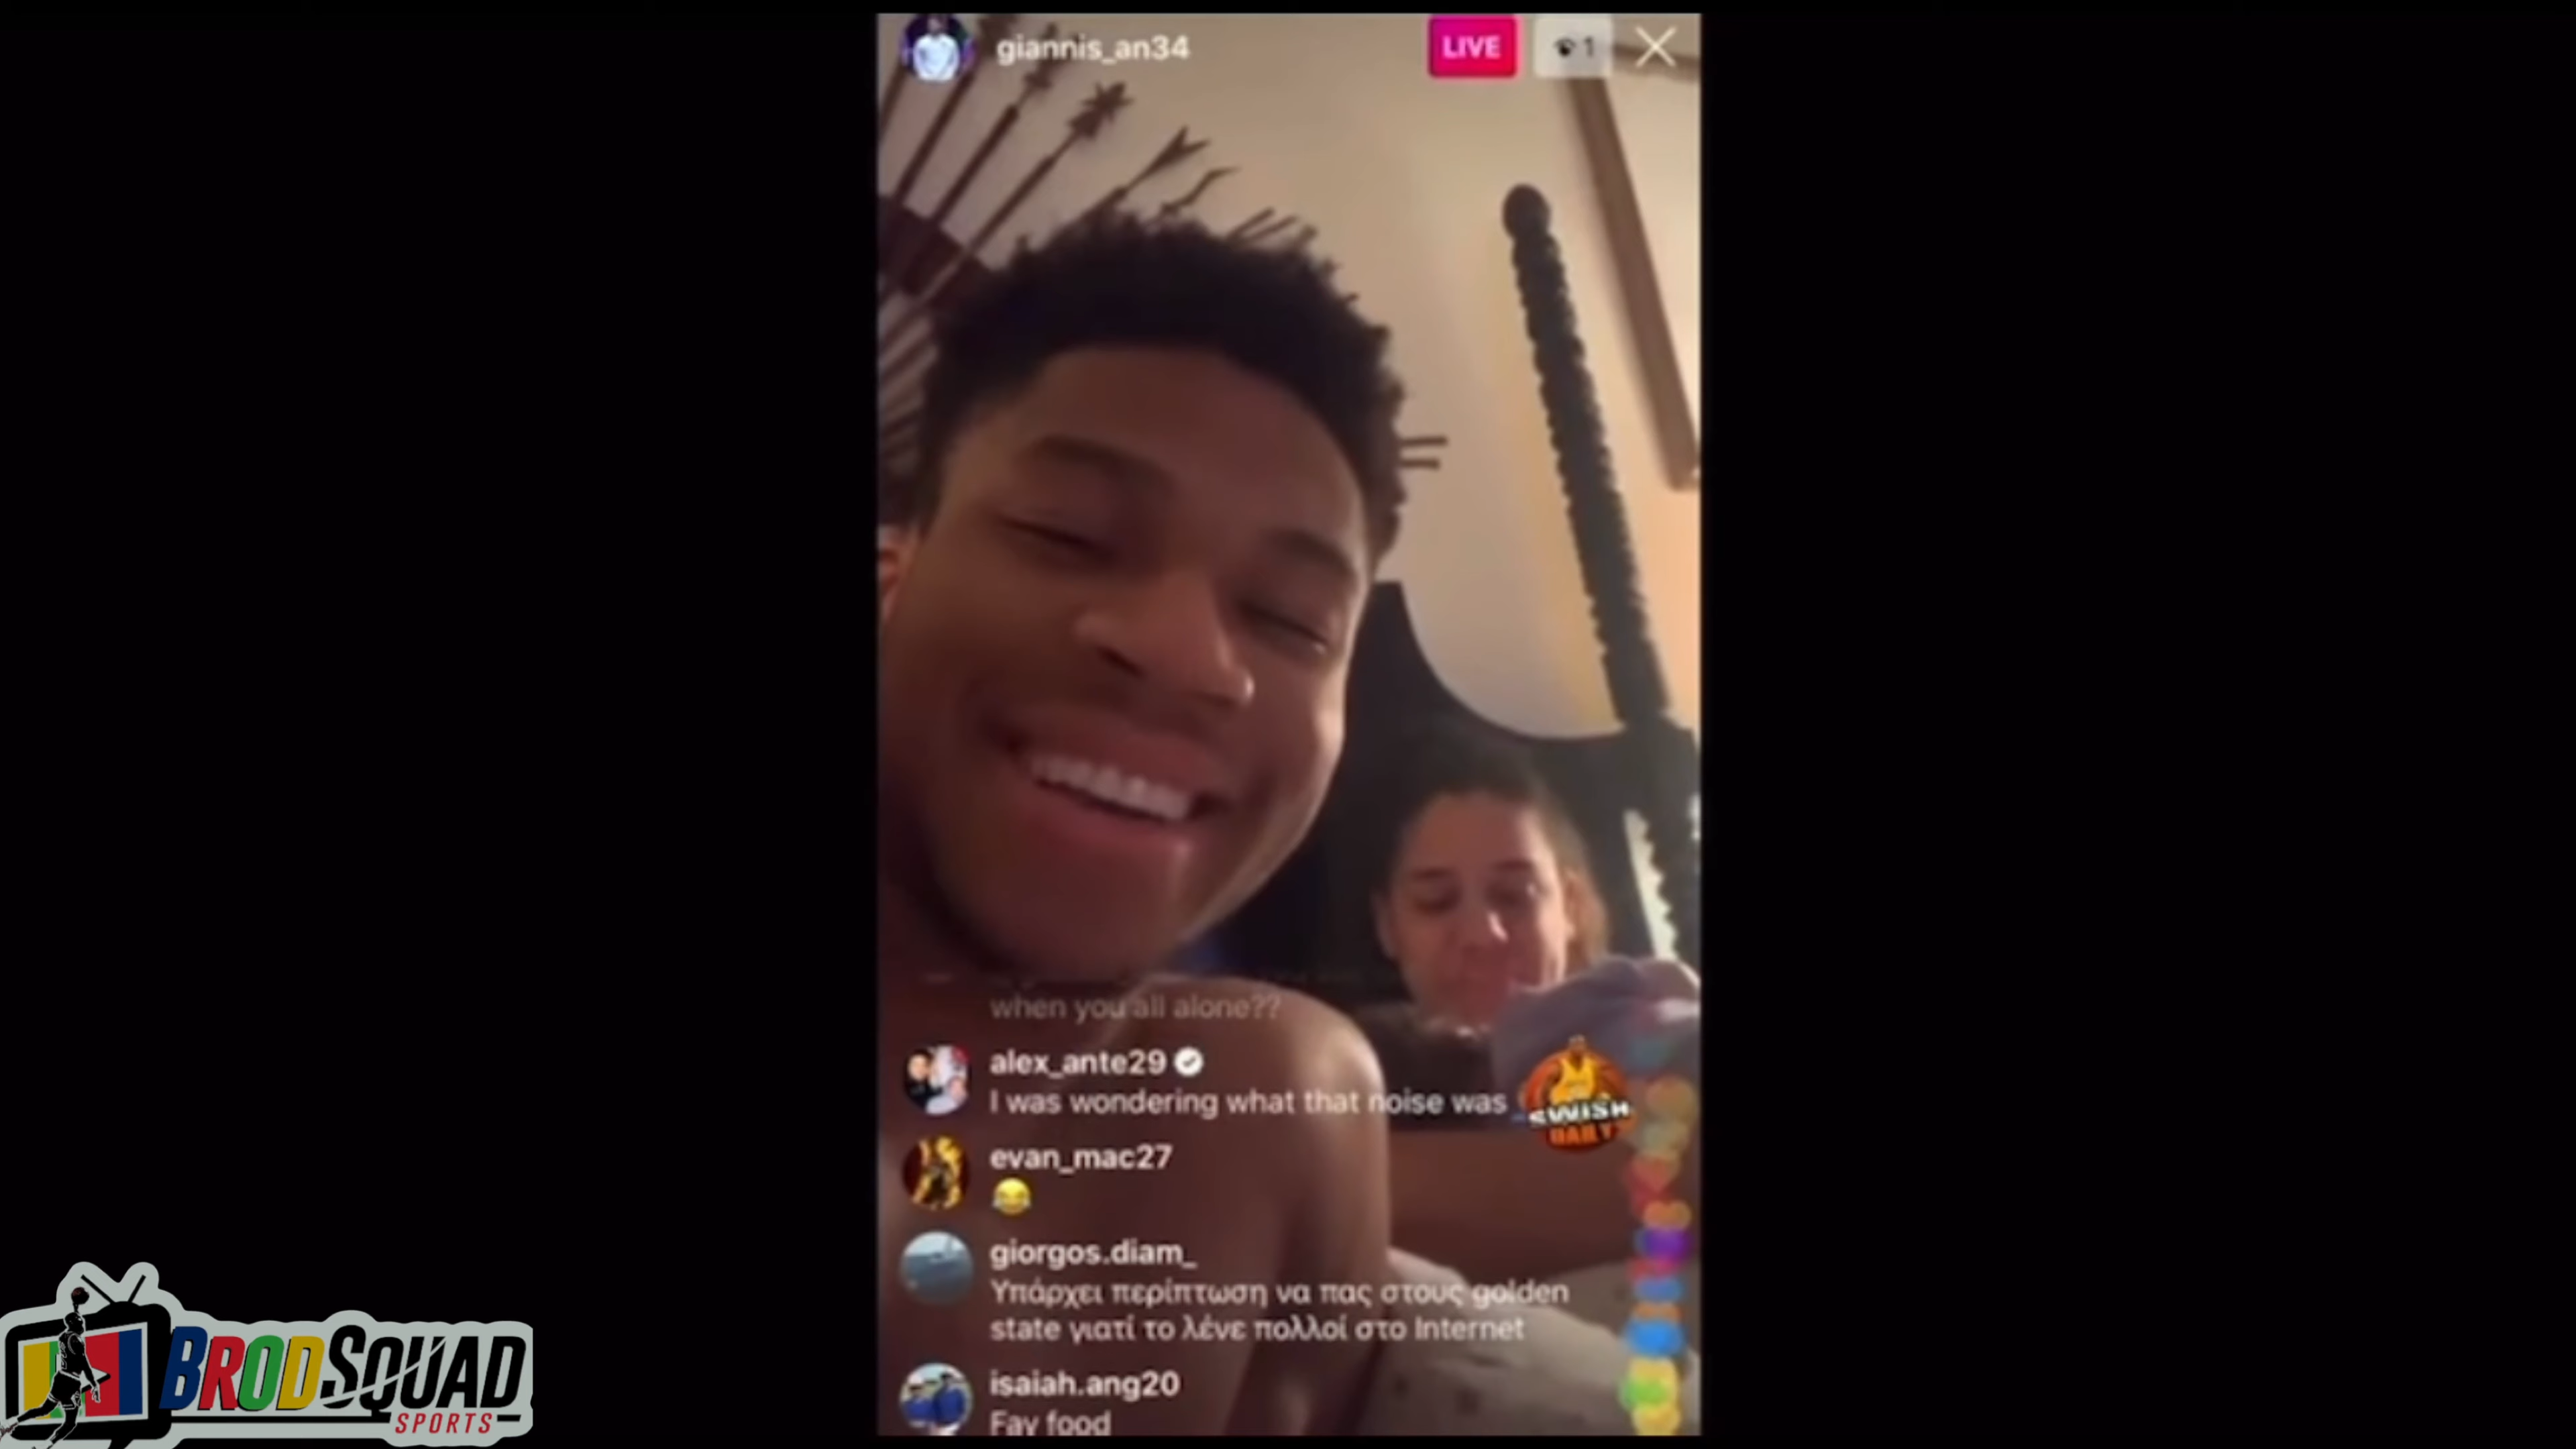 giannis_an34
LIVE
1
when you all alone??
alex_ante29
I was wondering what that noise was
SWISH
DAILY
evan_mac27
giorgos.diam_
Υπάρχει περίπτωση να πας στους golden
state γιατί το λένε πολλοί στο Internet
isaiah.ang20
Fav food
BRODSQUAD
SPORTS